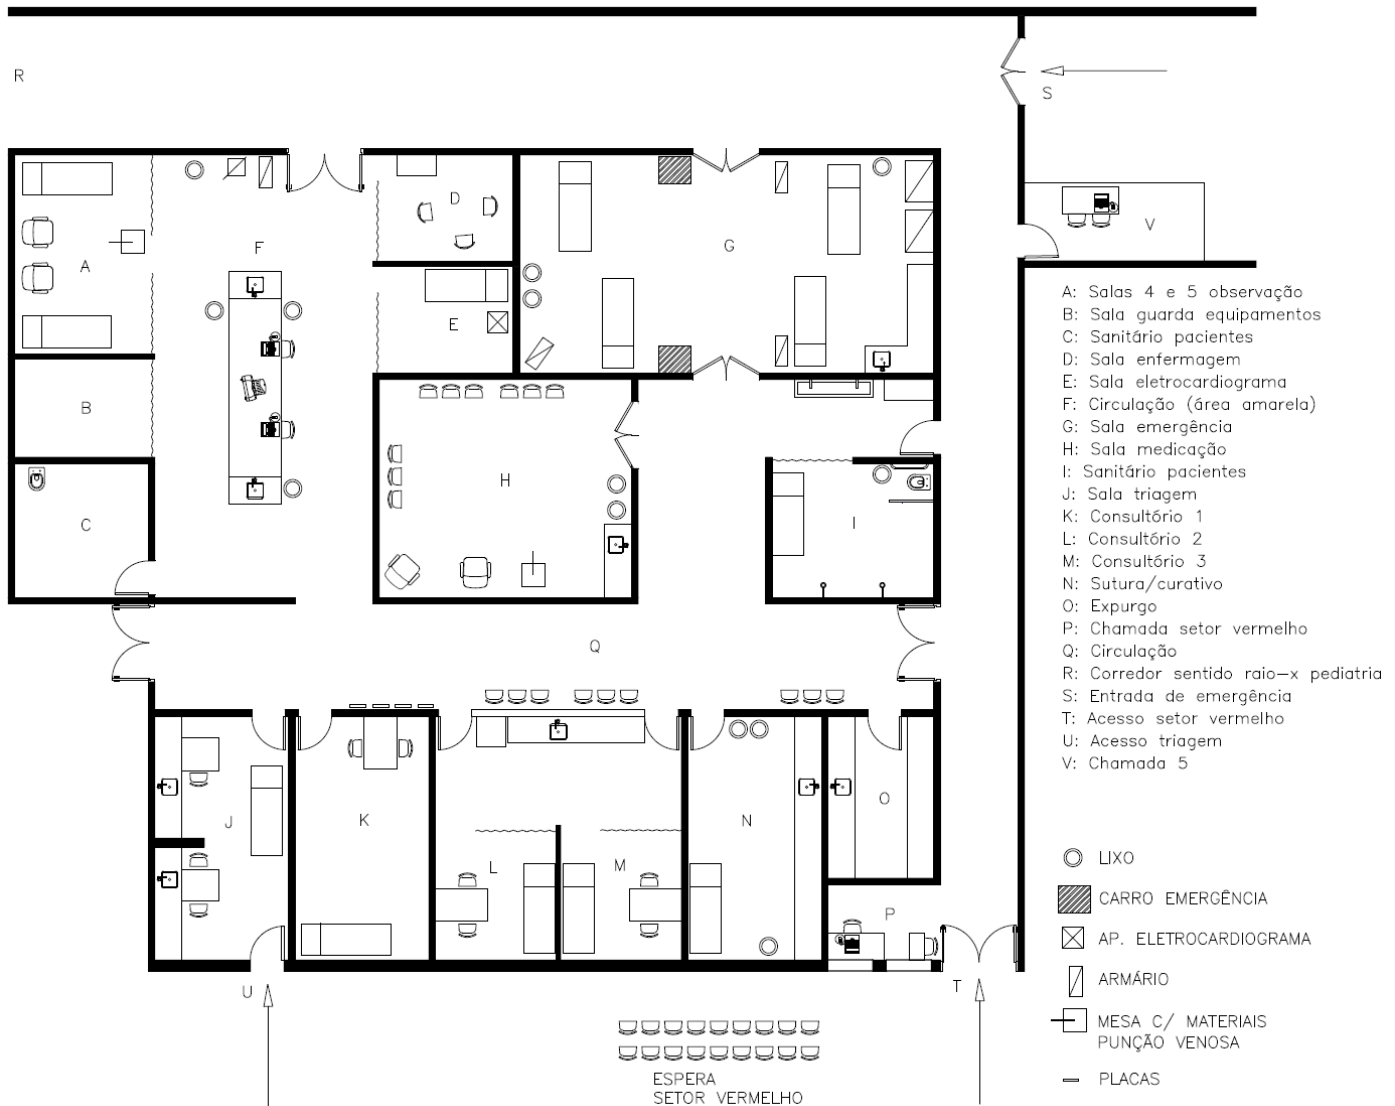 R
S
A
F
D
G
V
E
B
H
C
I
Q
J
K
L
M
N
O
P
U
T
A: Salas 4 e 5 observação
B: Sala guarda equipamentos
C: Sanitário pacientes
D: Sala enfermagem
E: Sala eletrocardiograma
F: Circulação (área amarela)
G: Sala emergência
H: Sala medicação
I: Sanitário pacientes
J: Sala triagem
K: Consultório 1
L: Consultório 2
M: Consultório 3
N: Sutura/curativo
O: Expurgo
P: Chamada setor vermelho
Q: Circulação
R: Corredor sentido raio-x pediatria
S: Entrada de emergência
T: Acesso setor vermelho
U: Acesso triagem
V: Chamada 5
LIXO
CARRO EMERGÊNCIA
AP. ELETROCARDIOGRAMA
ARMÁRIO
MESA C/ MATERIAIS
PUNÇÃO VENOSA
PLACAS
ESPERA
SETOR VERMELHO